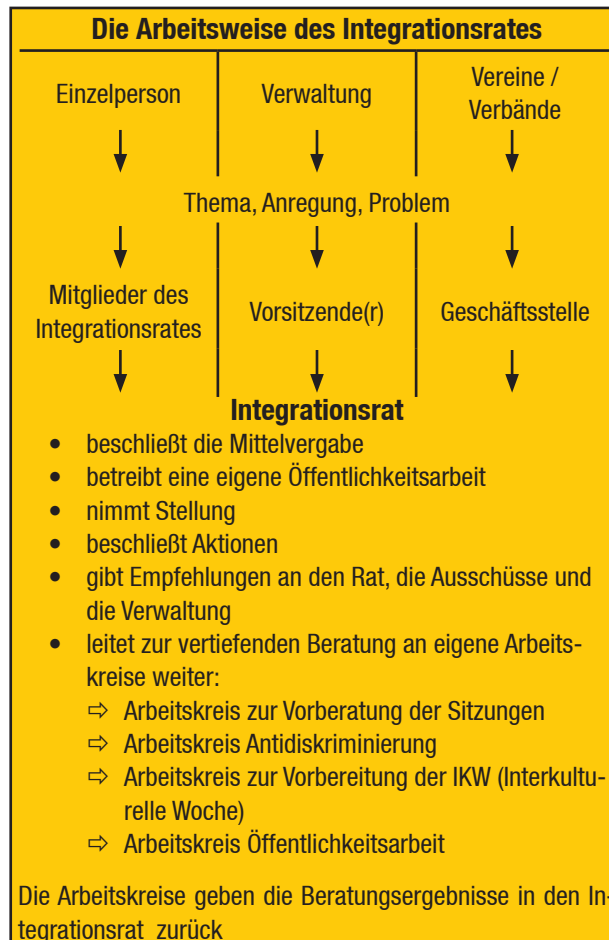 Die Arbeitsweise des Integrationsrates
Einzelperson
Verwaltung
Vereine /
Verbände
Thema, Anregung, Problem
Mitglieder des
Integrationsrates
Vorsitzende(r)
Geschäftsstelle
Integrationsrat
• beschließt die Mittelvergabe
• betreibt eine eigene Öffentlichkeitsarbeit
• nimmt Stellung
• beschließt Aktionen
• gibt Empfehlungen an den Rat, die Ausschüsse und
die Verwaltung
• leitet zur vertiefenden Beratung an eigene Arbeits-
kreise weiter:
⇨ Arbeitskreis zur Vorberatung der Sitzungen
⇨ Arbeitskreis Antidiskriminierung
⇨ Arbeitskreis zur Vorbereitung der IKW (Interkultu-
relle Woche)
⇨ Arbeitskreis Öffentlichkeitsarbeit
Die Arbeitskreise geben die Beratungsergebnisse in den In-
tegrationsrat zurück